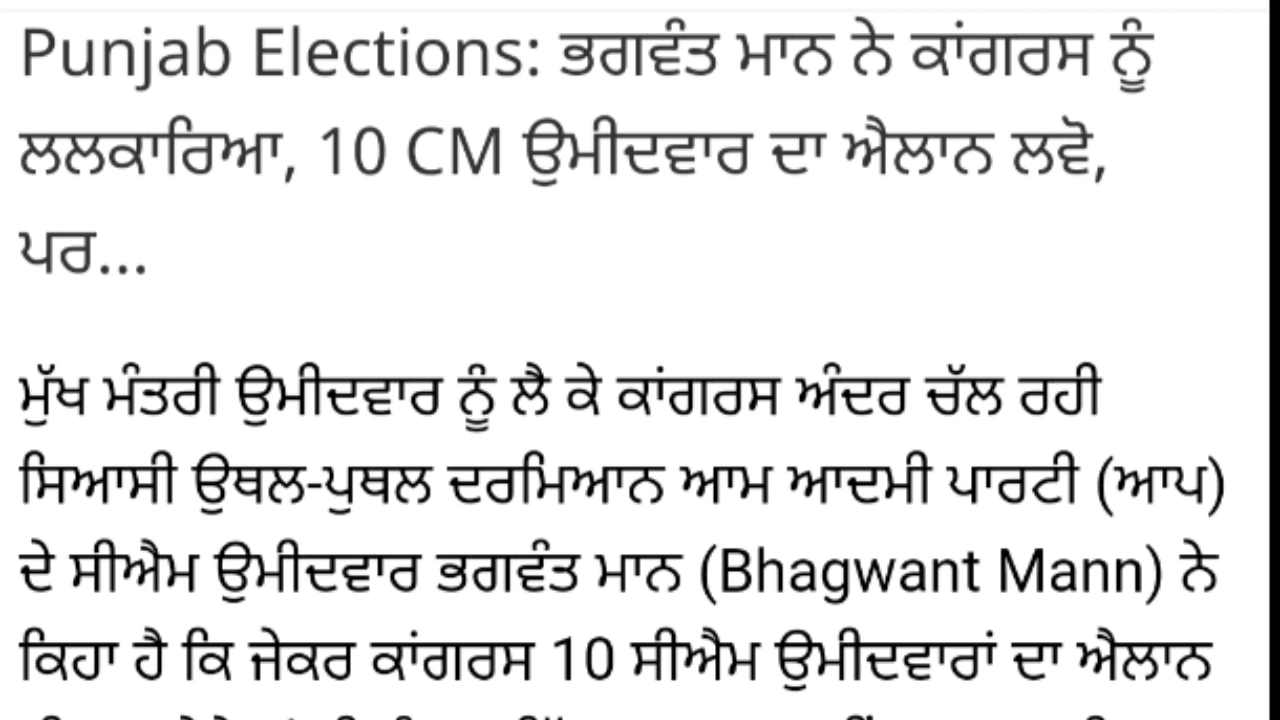 Punjab Elections: ਭਗਵੰਤ ਮਾਨ ਨੇ ਕਾਂਗਰਸ ਨੂੰ
ਲਲਕਾਰਿਆ, 10 CM ਉਮੀਦਵਾਰ ਦਾ ਐਲਾਨ ਲਵੋ,
ਪਰ...
ਮੁੱਖ ਮੰਤਰੀ ਉਮੀਦਵਾਰ ਨੂੰ ਲੈ ਕੇ ਕਾਂਗਰਸ ਅੰਦਰ ਚੱਲ ਰਹੀ
ਸਿਆਸੀ ਉਥਲ-ਪੁਥਲ ਦਰਮਿਆਨ ਆਮ ਆਦਮੀ ਪਾਰਟੀ (ਆਪ)
ਦੇ ਸੀਐਮ ਉਮੀਦਵਾਰ ਭਗਵੰਤ ਮਾਨ (Bhagwant Mann) ਨੇ
ਕਿਹਾ ਹੈ ਕਿ ਜੇਕਰ ਕਾਂਗਰਸ 10 ਸੀਐਮ ਉਮੀਦਵਾਰਾਂ ਦਾ ਐਲਾਨ